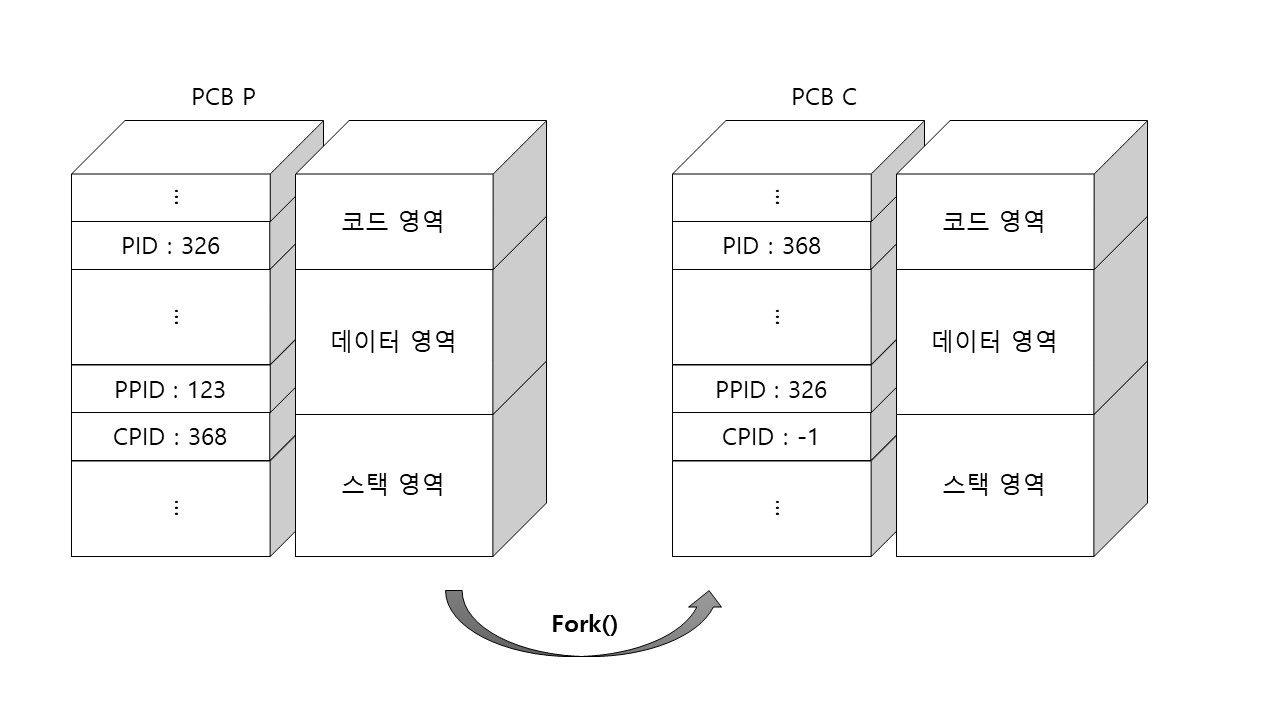 PCB P
⋮
PID : 326
⋮
PPID : 123
CPID : 368
⋮
코드 영역
데이터 영역
스택 영역
PCB C
⋮
PID : 368
⋮
PPID : 326
CPID : -1
⋮
코드 영역
데이터 영역
스택 영역
Fork()